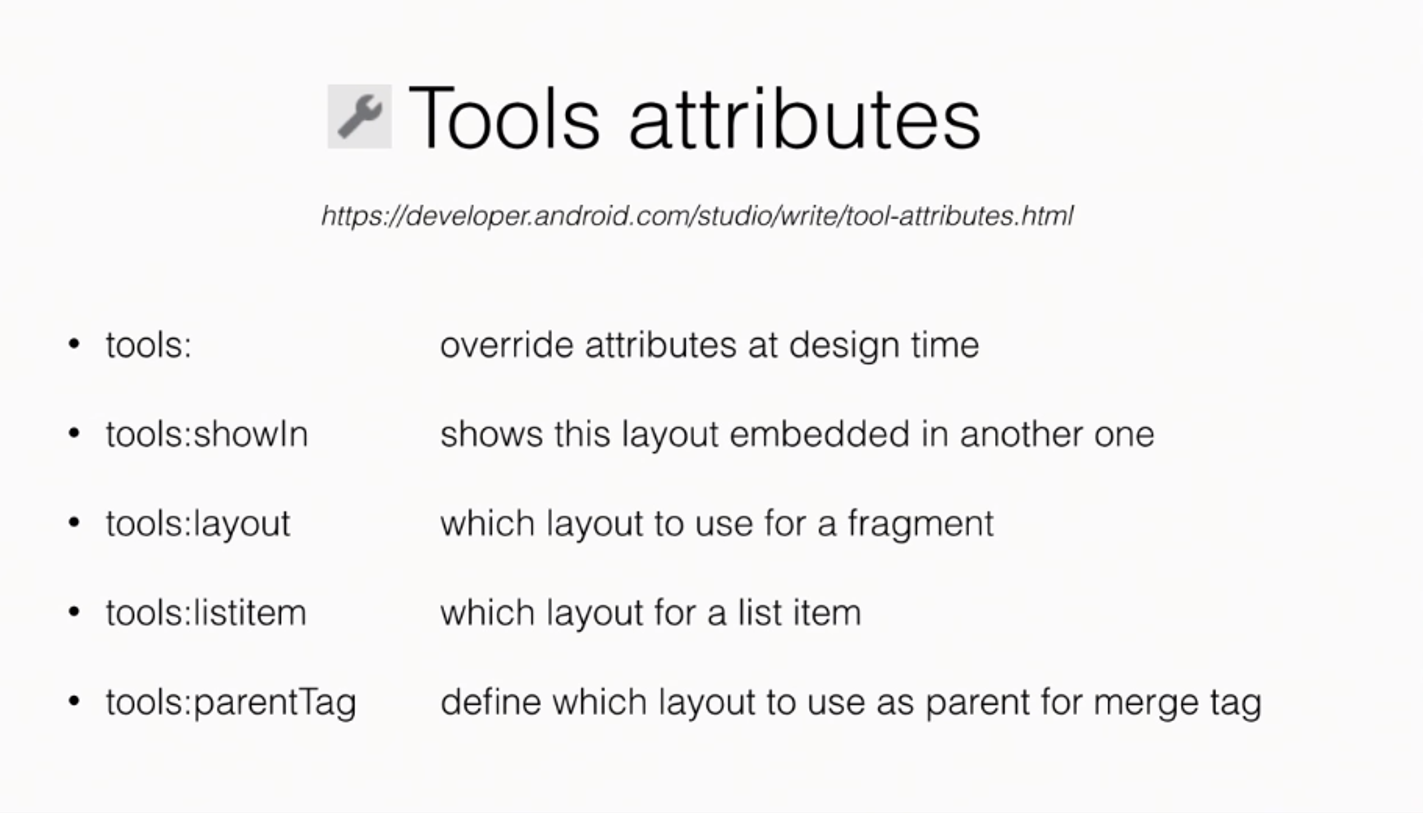 Tools attributes
https://developer.android.com/studio/write/tool-attributes.html
• tools: override attributes at design time
• tools:showIn shows this layout embedded in another one
• tools:layout which layout to use for a fragment
• tools:listitem which layout for a list item
• tools:parentTag define which layout to use as parent for merge tag